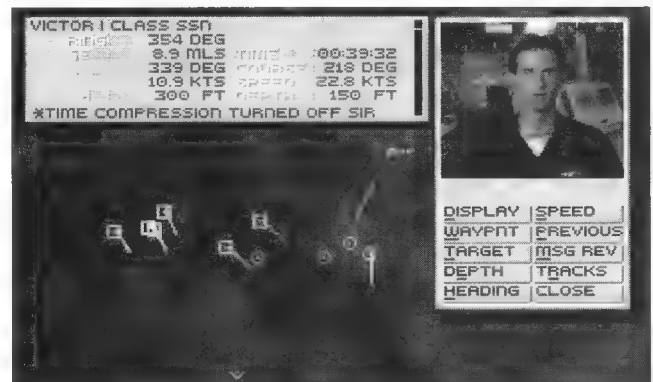 VICTOR I CLASS SSN
354 DEG
8.9 MLS :00:39:32
339 DEG : 218 DEG
10.9 KTS 22.8 KTS
300 FT : 150 FT
*TIME COMPRESSION TURNED OFF SIR
DISPLAY SPEED
WAYPNT PREVIOUS
TARGET MSG REV
DEPTH TRACKS
HEADING CLOSE